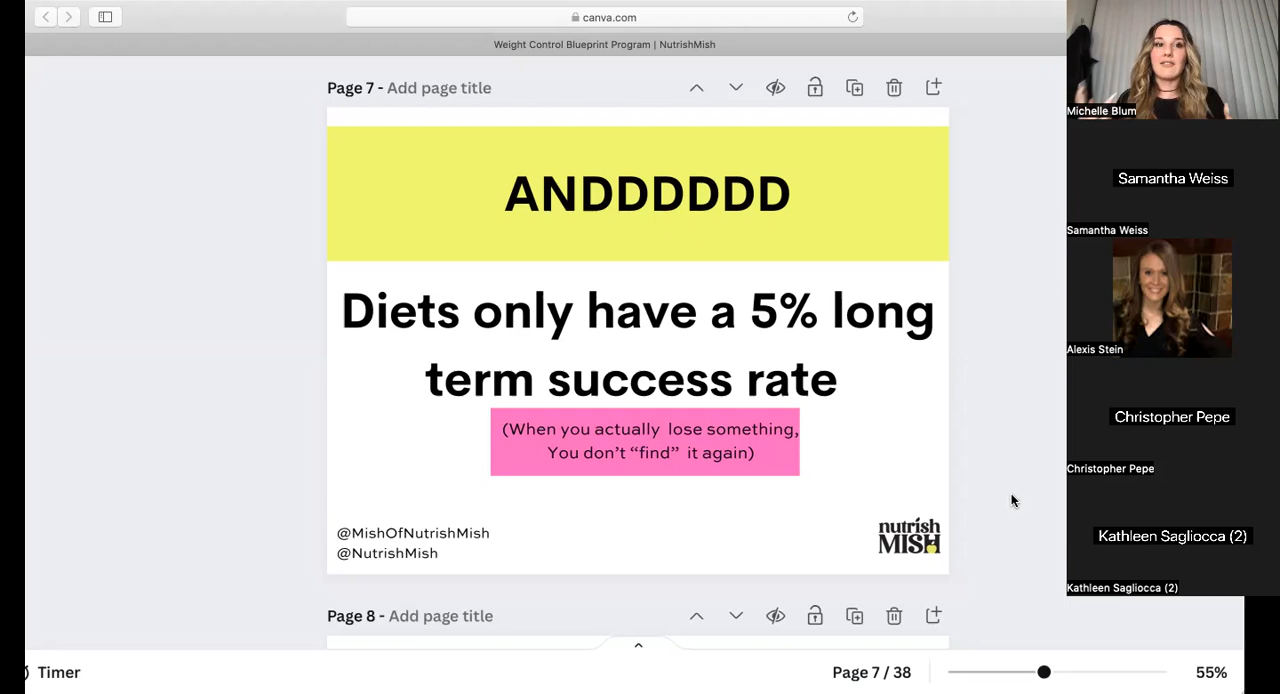 canva.com
Weight Control Blueprint Program | NutrishMish
Page 7 - Add page title
ANDDDDDD
Diets only have a 5% long
term success rate
(When you actually lose something,
You don't “find” it again)
@MishOfNutrishMish
@NutrishMish
nutrish
MISH
Page 8 - Add page title
Timer
Page 7 / 38
55%
Michelle Blum
Samantha Weiss
Samantha Weiss
Alexis Stein
Christopher Pepe
Christopher Pepe
Kathleen Sagliocca (2)
Kathleen Sagliocca (2)